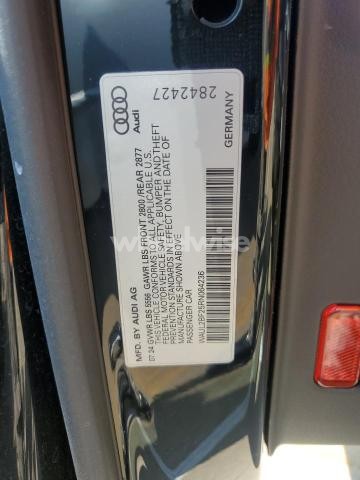 Audi
2842427
GERMANY
MFD. BY AUDI AG
07 24 GVWR LBS 5556 GAWR LBS FRONT 2800 /REAR 2877
THIS VEHICLE CONFORMS TO ALL APPLICABLE U.S.
FEDERAL MOTOR VEHICLE SAFETY, BUMPER AND THEFT
PREVENTION STANDARDS IN EFFECT ON THE DATE OF
MANUFACTURE SHOWN ABOVE.
PASSENGER CAR
WAUL2BF25RN064236